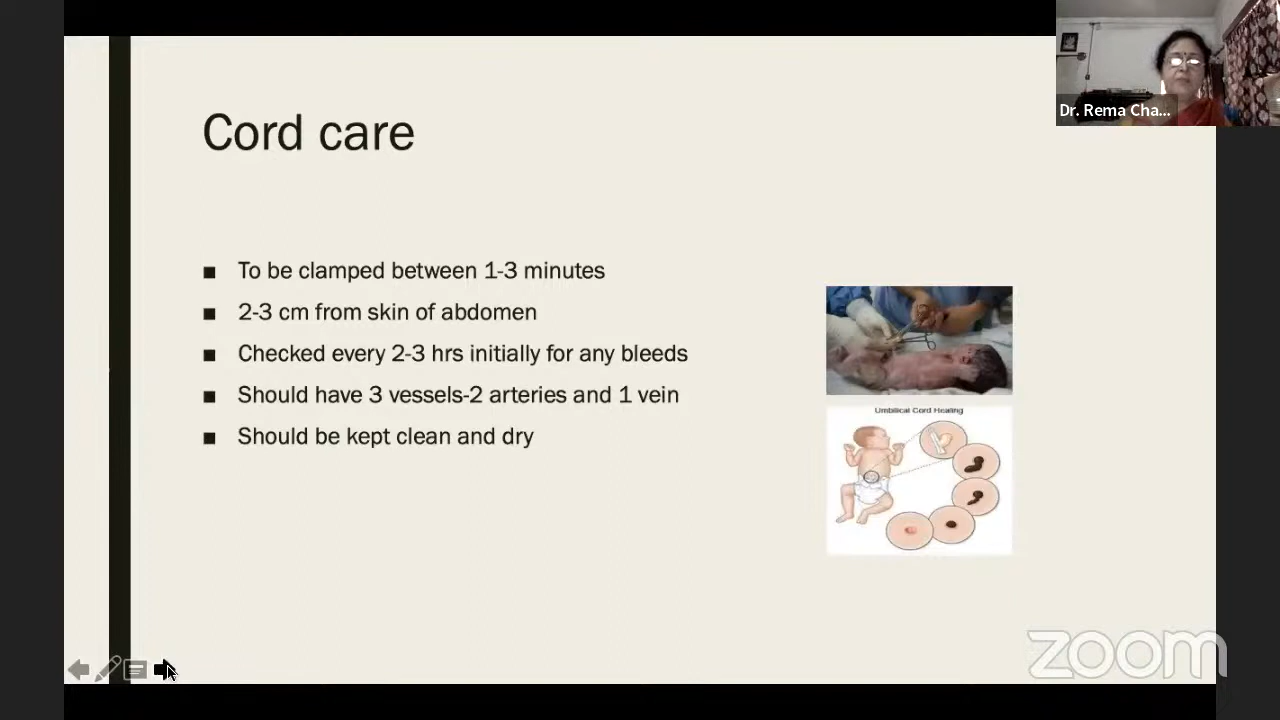 Dr. Rema Cha...
Cord care
■ To be clamped between 1-3 minutes
■ 2-3 cm from skin of abdomen
■ Checked every 2-3 hrs initially for any bleeds
■ Should have 3 vessels-2 arteries and 1 vein
■ Should be kept clean and dry
Umbilical Cord Healing
zoom